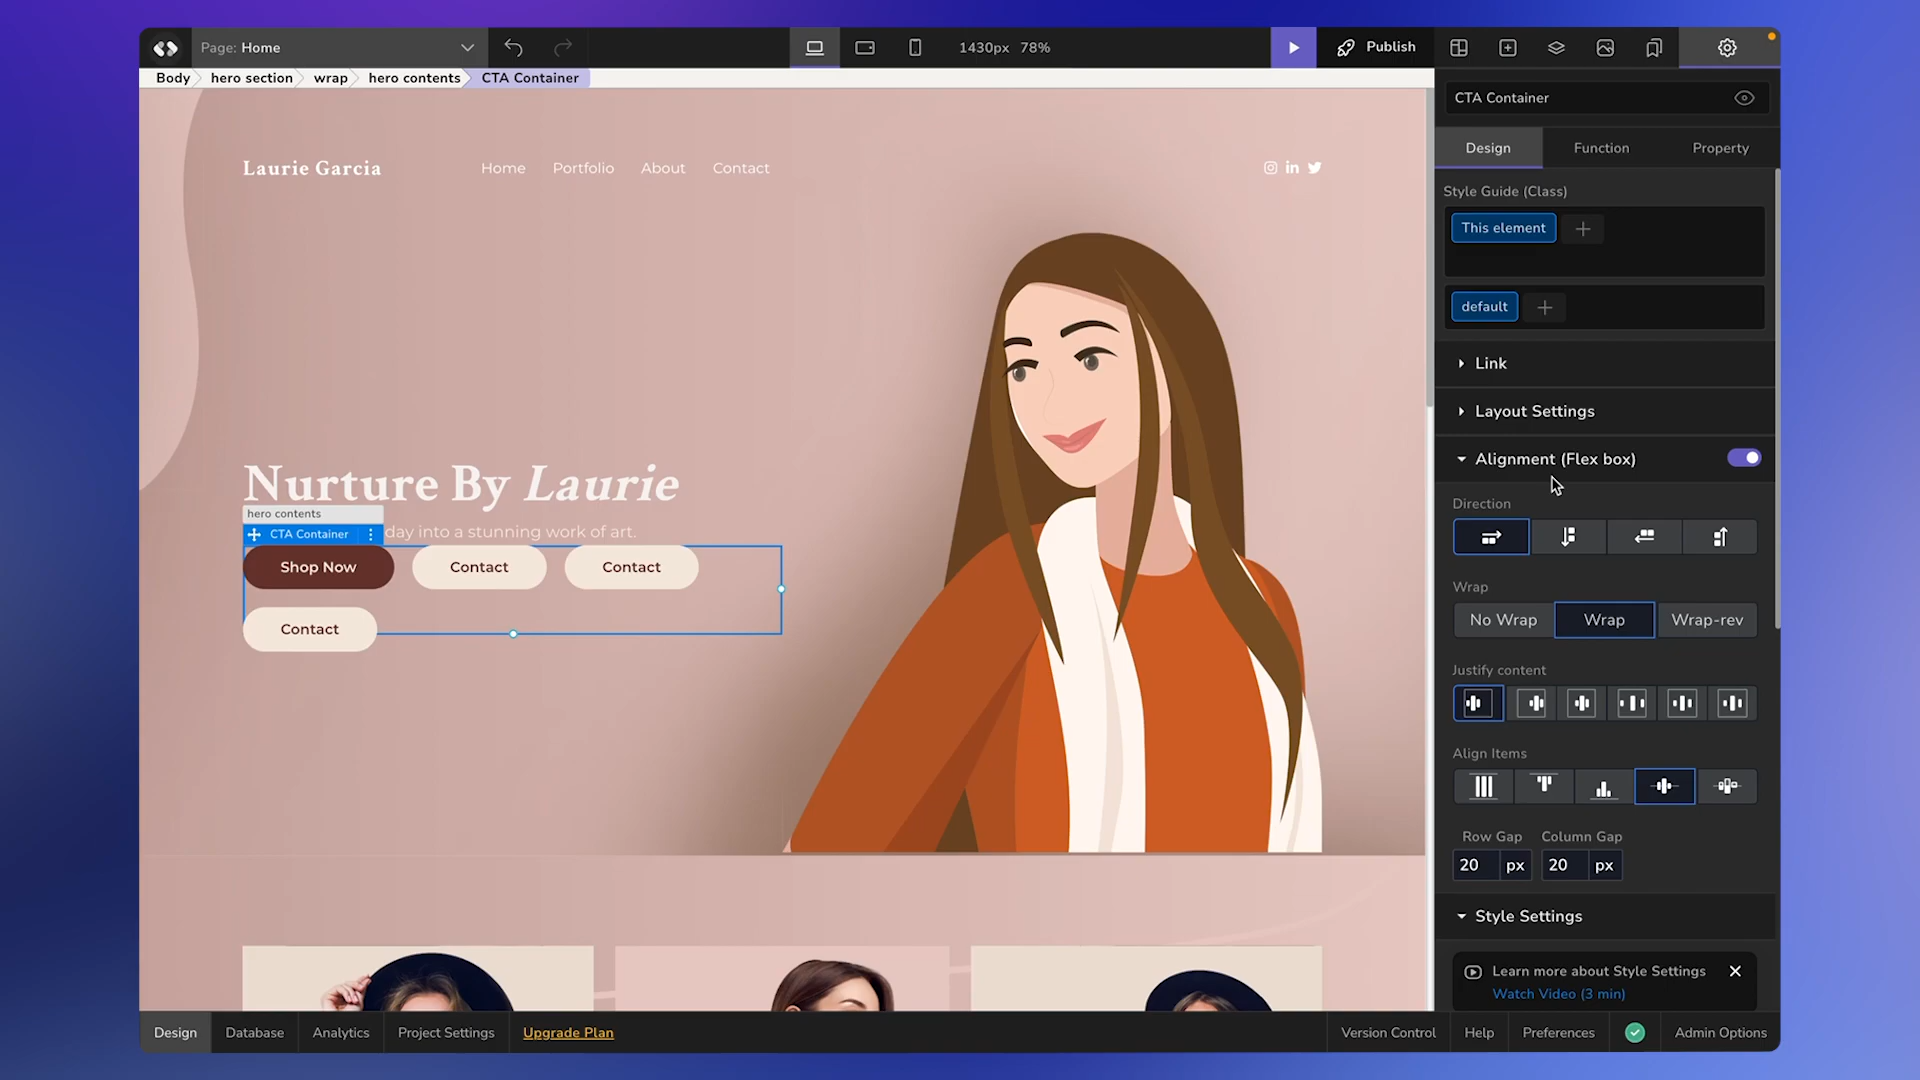 Page: Home
1430px 78%
Publish
Body
hero section
wrap
hero contents
CTA Container
CTA Container
Design
Function
Property
Style Guide (Class)
This element
default
Link
Layout Settings
Alignment (Flex box)
Direction
Wrap
No Wrap
Wrap
Wrap-rev
Justify content
Align Items
Row Gap
Column Gap
20 px
20 px
Style Settings
Learn more about Style Settings
Watch Video (3 min)
Laurie Garcia
Home
Portfolio
About
Contact
Nurture By Laurie
hero contents
CTA Container
day into a stunning work of art.
Shop Now
Contact
Contact
Contact
Design
Database
Analytics
Project Settings
Upgrade Plan
Version Control
Help
Preferences
Admin Options